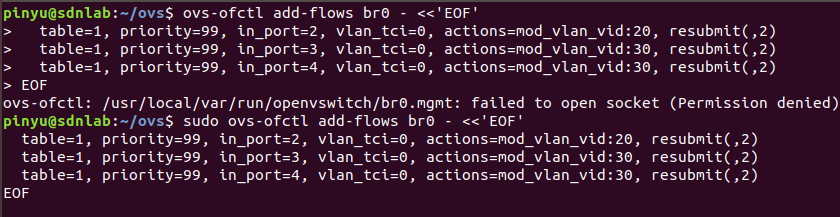 pinyu@sdnlab:~/ovs$ ovs-ofctl add-flows br0 - <<'EOF'
>   table=1, priority=99, in_port=2, vlan_tci=0, actions=mod_vlan_vid:20, resubmit(,2)
>   table=1, priority=99, in_port=3, vlan_tci=0, actions=mod_vlan_vid:30, resubmit(,2)
>   table=1, priority=99, in_port=4, vlan_tci=0, actions=mod_vlan_vid:30, resubmit(,2)
> EOF
ovs-ofctl: /usr/local/var/run/openvswitch/br0.mgmt: failed to open socket (Permission denied)
pinyu@sdnlab:~/ovs$ sudo ovs-ofctl add-flows br0 - <<'EOF'
  table=1, priority=99, in_port=2, vlan_tci=0, actions=mod_vlan_vid:20, resubmit(,2)
  table=1, priority=99, in_port=3, vlan_tci=0, actions=mod_vlan_vid:30, resubmit(,2)
  table=1, priority=99, in_port=4, vlan_tci=0, actions=mod_vlan_vid:30, resubmit(,2)
EOF